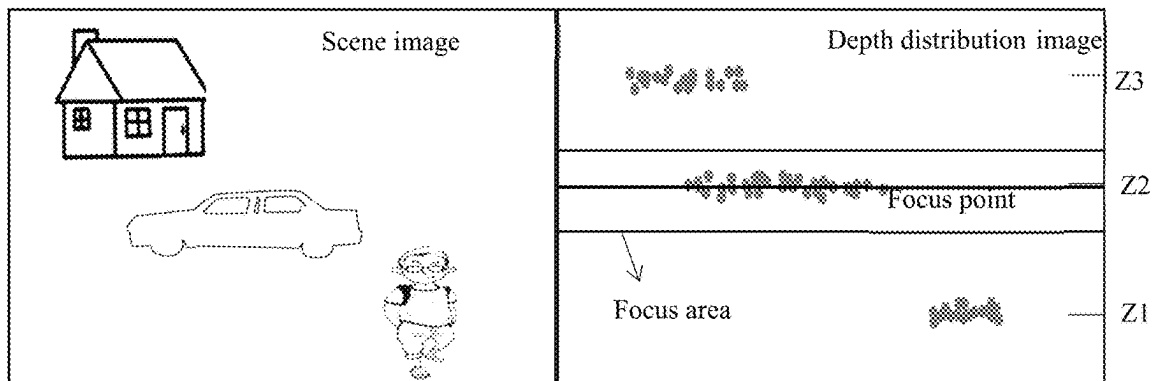 Scene image
Depth distribution image
Z3
Z2
Focus point
Focus area
Z1